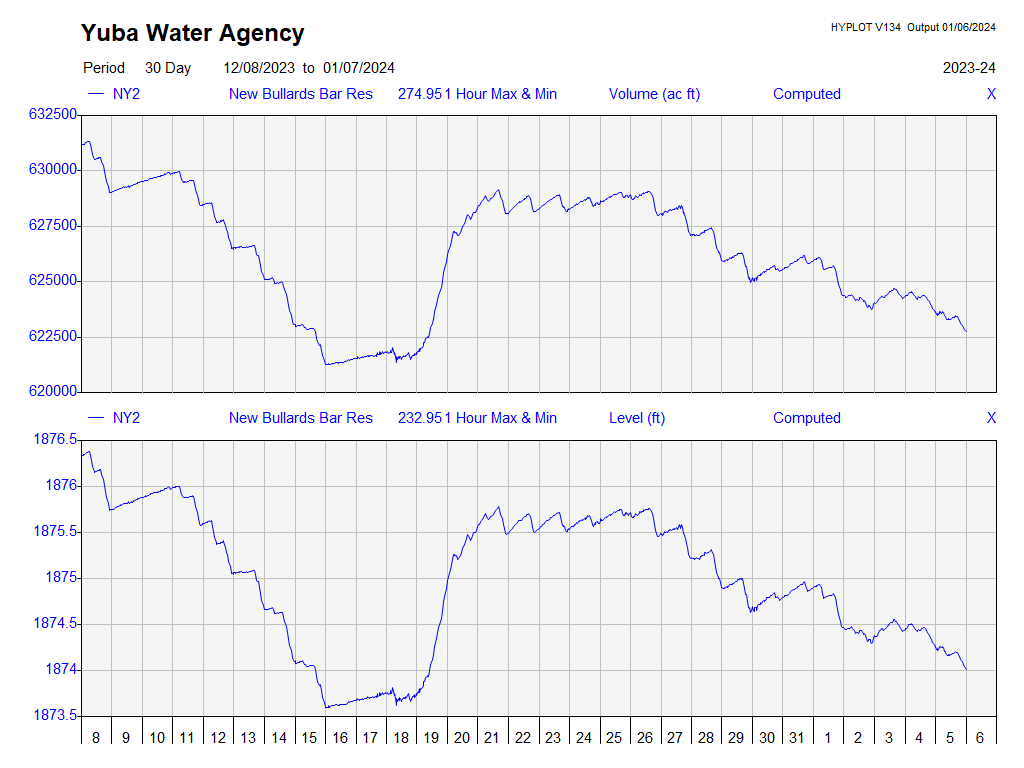 Yuba Water Agency
HYPLOT V134 Output 01/06/2024
Period 30 Day 12/08/2023 to 01/07/2024 2023-24
NY2 New Bullards Bar Res 274.95 1 Hour Max & Min Volume (ac ft) Computed X
632500
630000
627500
625000
622500
620000
NY2 New Bullards Bar Res 232.95 1 Hour Max & Min Level (ft) Computed X
1876.5
1876
1875.5
1875
1874.5
1874
1873.5
8 9 10 11 12 13 14 15 16 17 18 19 20 21 22 23 24 25 26 27 28 29 30 31 1 2 3 4 5 6